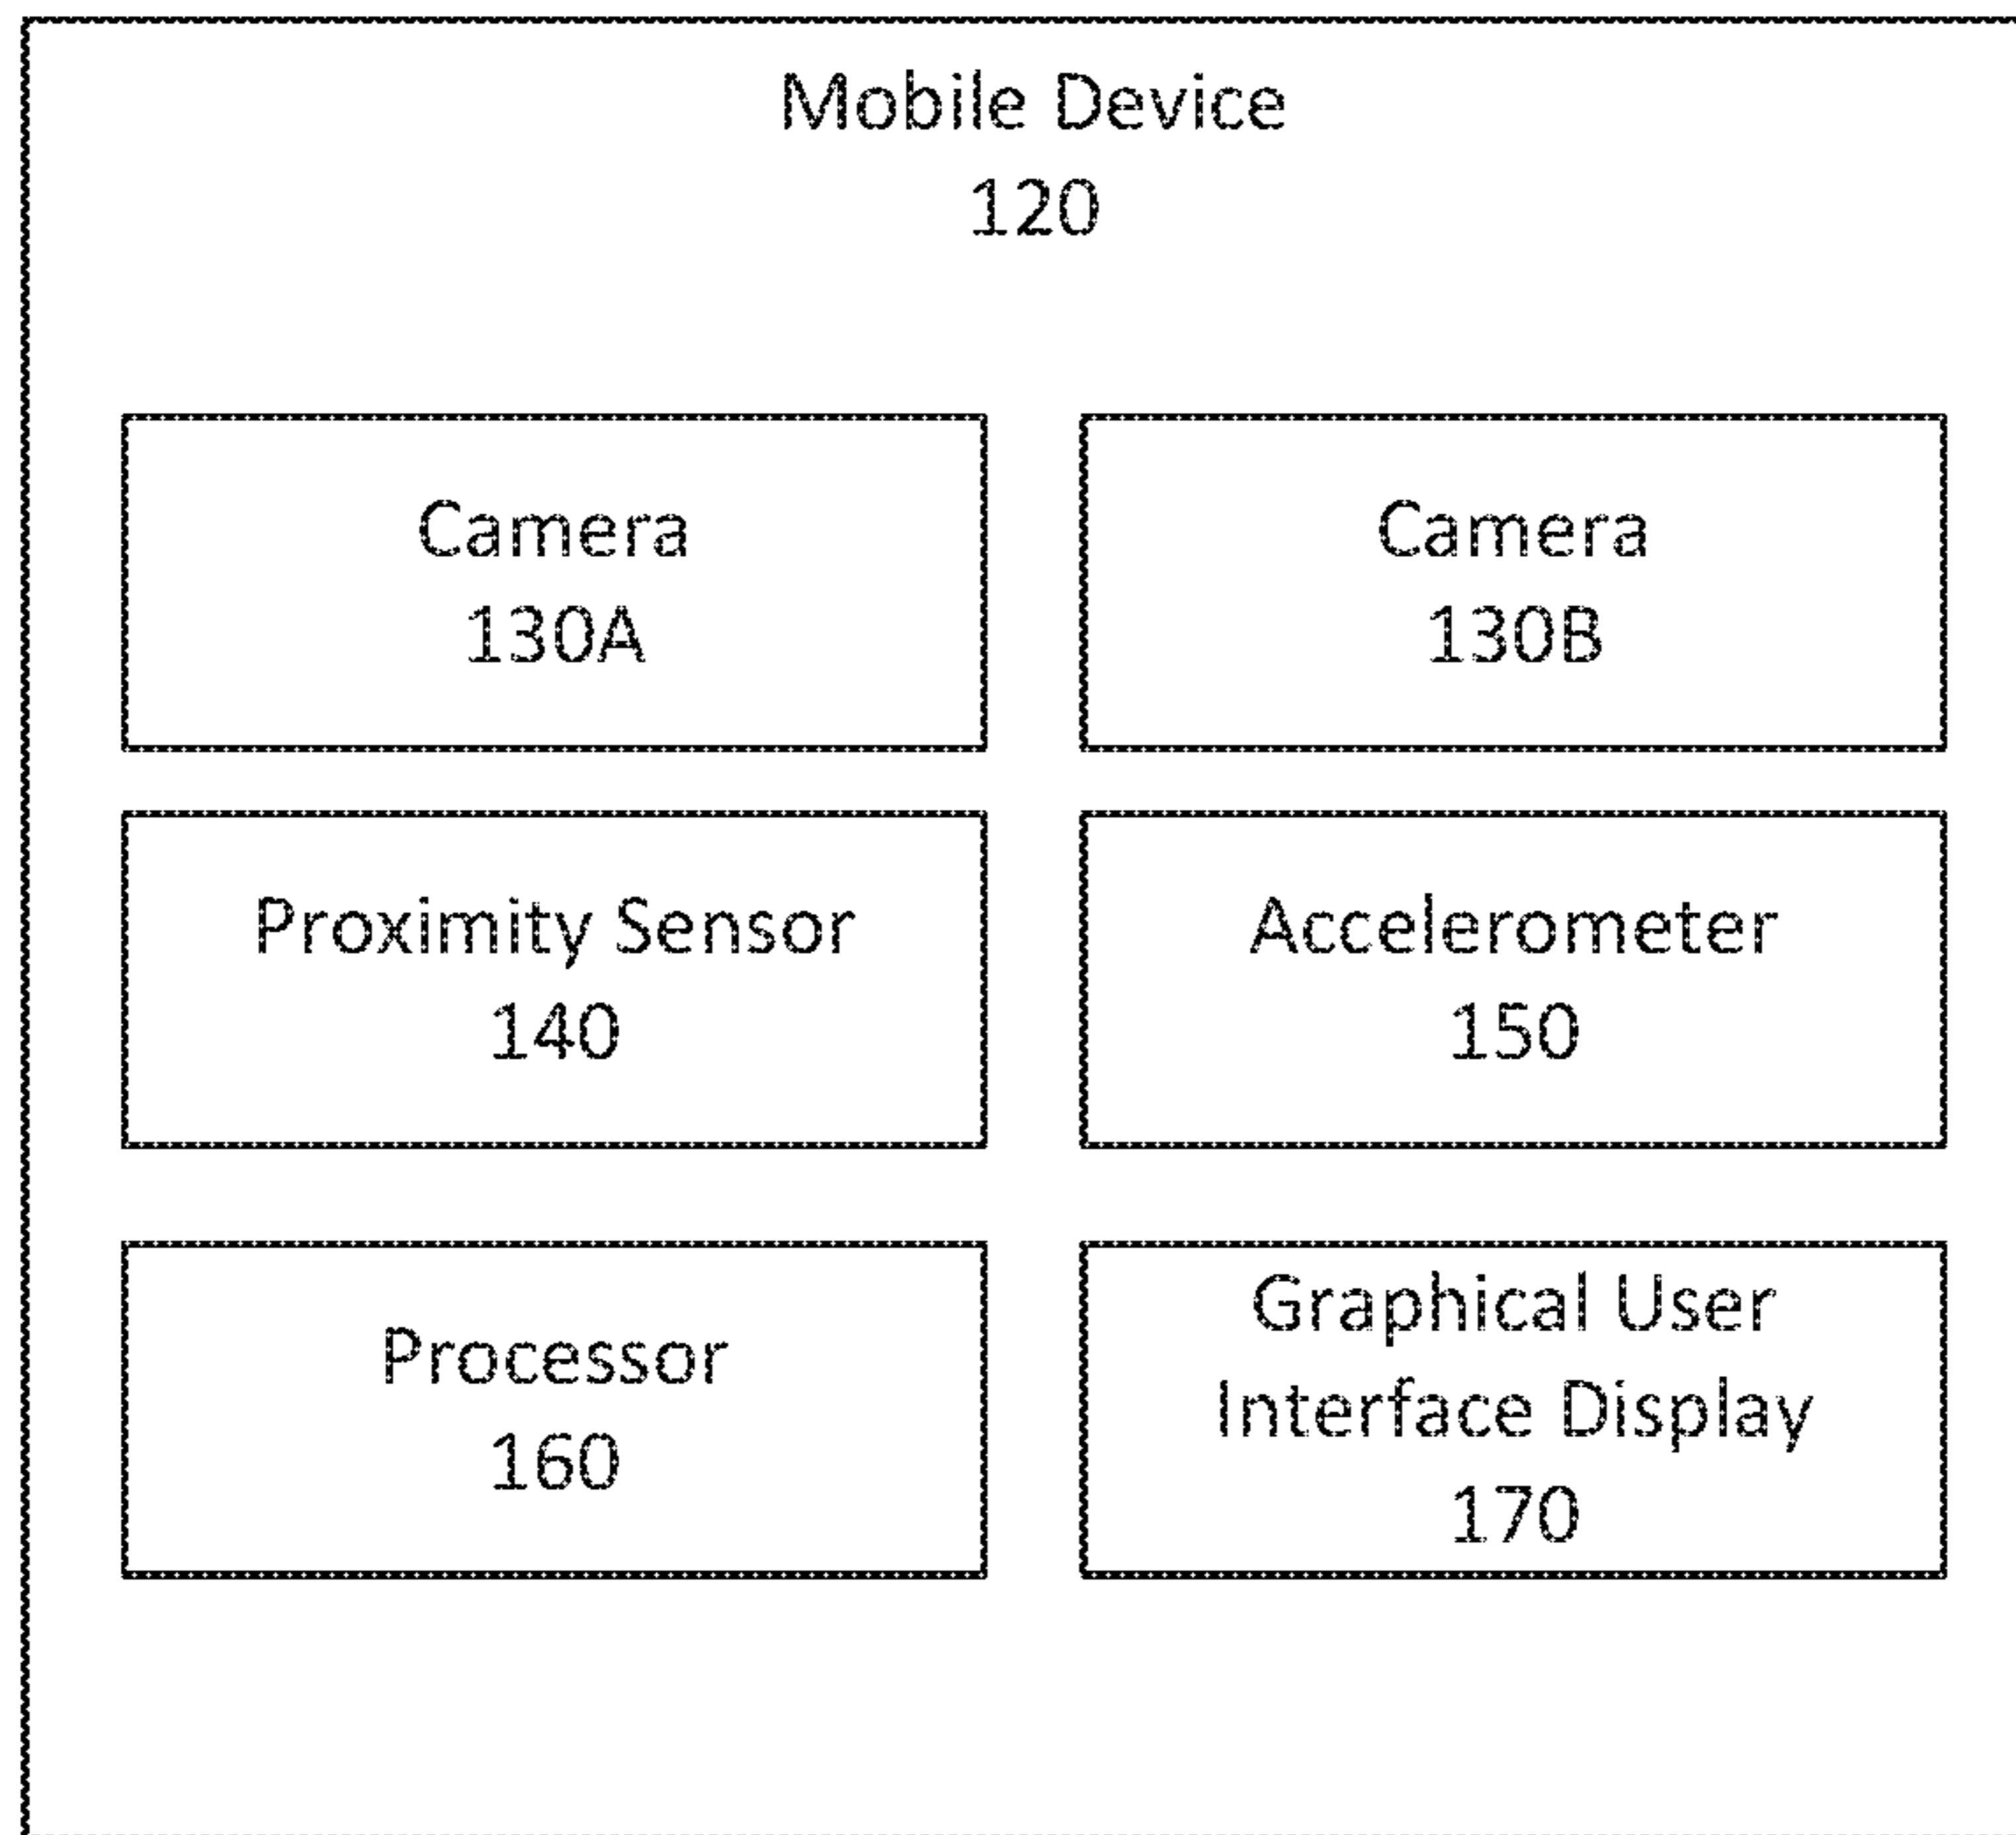 Mobile Device
120
Camera
130A
Camera
130B
Proximity Sensor
140
Accelerometer
150
Processor
160
Graphical User
Interface Display
170